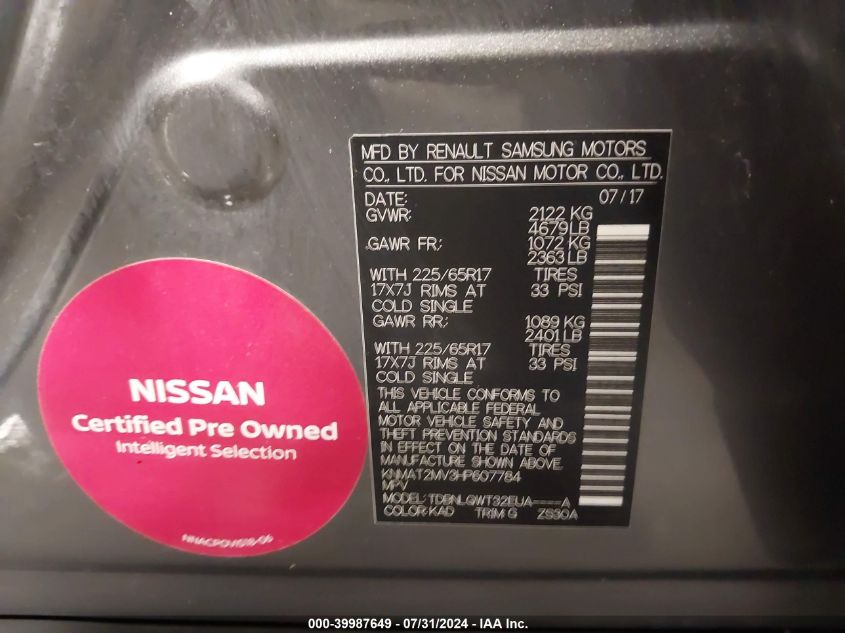 MFD BY RENAULT SAMSUNG MOTORS
CO., LTD. FOR NISSAN MOTOR CO., LTD.
DATE: 07/17
GVWR: 2122 KG
4679 LB
GAWR FR: 1072 KG
2363 LB
WITH 225/65R17 TIRES
17X7J RIMS AT 33 PSI
COLD SINGLE
GAWR RR: 1089 KG
2401 LB
WITH 225/65R17 TIRES
17X7J RIMS AT 33 PSI
COLD SINGLE
THIS VEHICLE CONFORMS TO
ALL APPLICABLE FEDERAL
MOTOR VEHICLE SAFETY AND
THEFT PREVENTION STANDARDS
IN EFFECT ON THE DATE OF
MANUFACTURE SHOWN ABOVE.
KNMAT2MV3HP607784
MPV
MODEL: TDBNLQWT32EUA----A
COLOR:KAD TRIM G ZS30A
NISSAN
Certified Pre Owned
Intelligent Selection
NNACPOVIS18-06
000-39987649 - 07/31/2024 - IAA Inc.